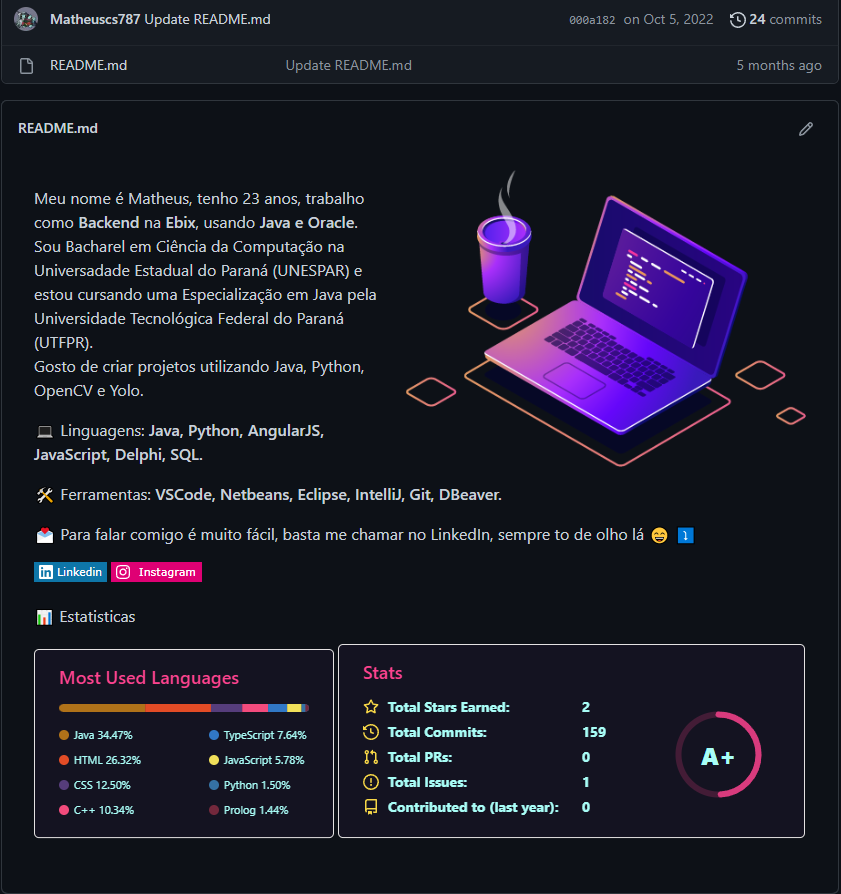 Matheuscs787 Update README.md 000a182 on Oct 5, 2022 24 commits
README.md Update README.md 5 months ago
README.md
Meu nome é Matheus, tenho 23 anos, trabalho
como Backend na Ebix, usando Java e Oracle.
Sou Bacharel em Ciência da Computação na
Universadade Estadual do Paraná (UNESPAR) e
estou cursando uma Especialização em Java pela
Universidade Tecnológica Federal do Paraná
(UTFPR).
Gosto de criar projetos utilizando Java, Python,
OpenCV e Yolo.
💻 Linguagens: Java, Python, AngularJS,
JavaScript, Delphi, SQL.
🛠 Ferramentas: VSCode, Netbeans, Eclipse, IntelliJ, Git, DBeaver.
💌 Para falar comigo é muito fácil, basta me chamar no LinkedIn, sempre to de olho lá 😄 ⤵
in Linkedin Instagram
📊 Estatisticas
Most Used Languages
Java 34.47%
HTML 26.32%
CSS 12.50%
C++ 10.34%
TypeScript 7.64%
JavaScript 5.78%
Python 1.50%
Prolog 1.44%
Stats
Total Stars Earned: 2
Total Commits: 159
Total PRs: 0
Total Issues: 1
Contributed to (last year): 0
A+